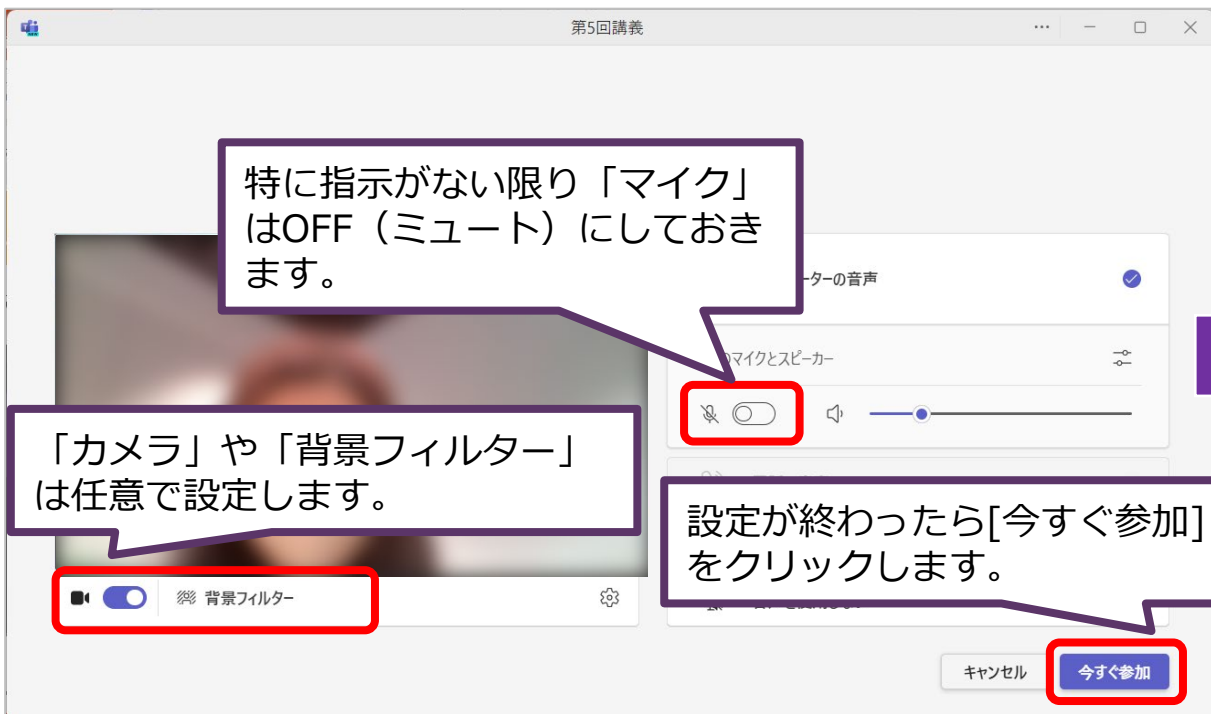 第5回講義
特に指示がない限り「マイク」
はOFF（ミュート）にしておき
ます。
ーターの音声
のマイクとスピーカー
「カメラ」や「背景フィルター」
は任意で設定します。
設定が終わったら[今すぐ参加]
をクリックします。
背景フィルター
キャンセル
今すぐ参加